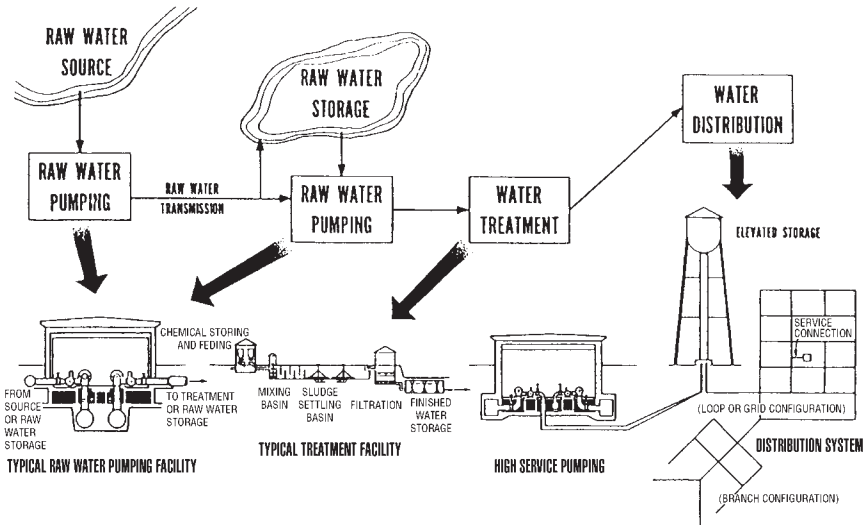 RAW WATER
SOURCE
RAW WATER
STORAGE
WATER
DISTRIBUTION
RAW WATER
PUMPING
RAW WATER
TRANSMISSION
RAW WATER
PUMPING
WATER
TREATMENT
ELEVATED STORAGE
CHEMICAL STORING
AND FEDING
SERVICE
CONNECTION
FROM
SOURCE
OR RAW
WATER
STORAGE
TO TREATMENT
OR RAW WATER
STORAGE
MIXING
BASIN
SLUDGE
SETTLING
BASIN
FILTRATION
FINISHED
WATER
STORAGE
(LOOP OR GRID CONFIGURATION)
TYPICAL RAW WATER PUMPING FACILITY
TYPICAL TREATMENT FACILITY
HIGH SERVICE PUMPING
DISTRIBUTION SYSTEM
(BRANCH CONFIGURATION)